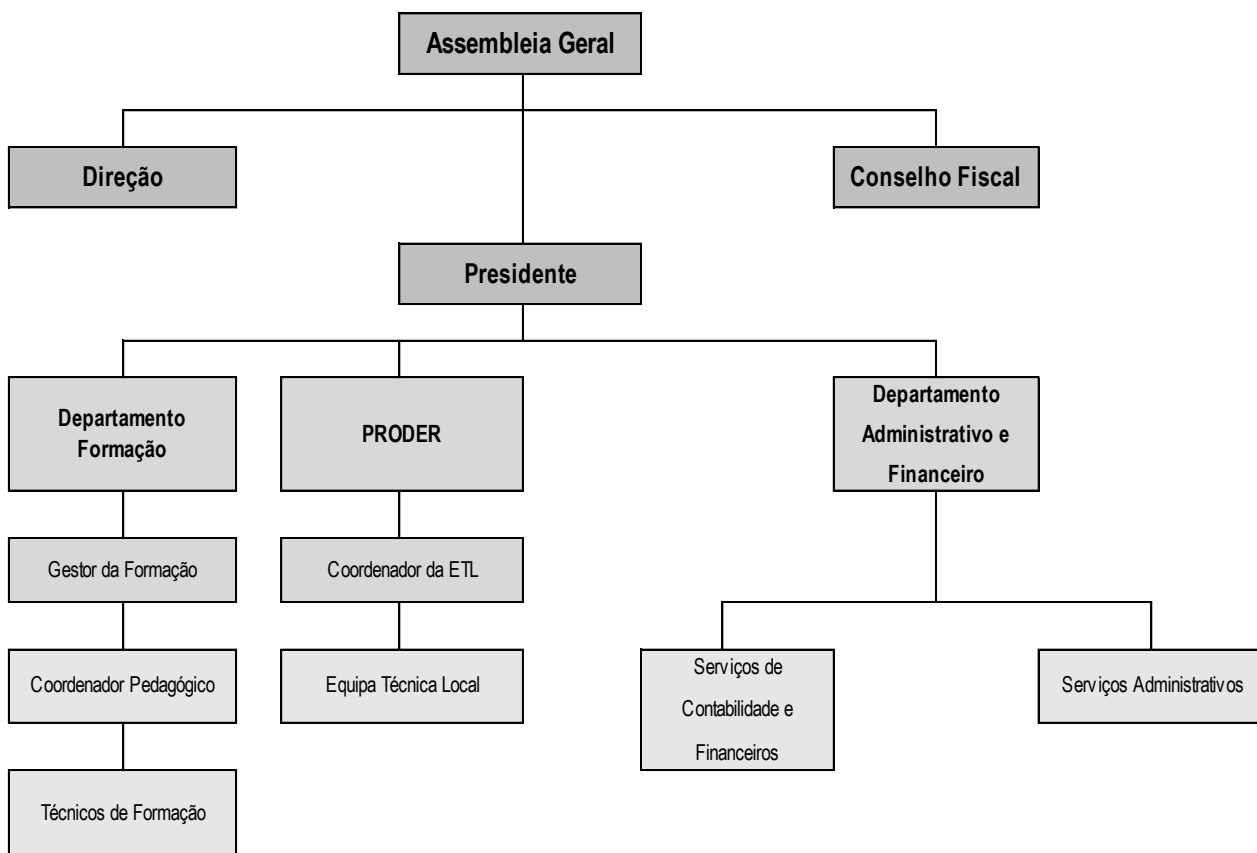 Assembleia Geral
Direção
Conselho Fiscal
Presidente
Departamento
Formação
PRODER
Departamento
Administrativo e
Financeiro
Gestor da Formação
Coordenador da ETL
Coordenador Pedagógico
Equipa Técnica Local
Serviços de
Contabilidade e
Financeiros
Serviços Administrativos
Técnicos de Formação